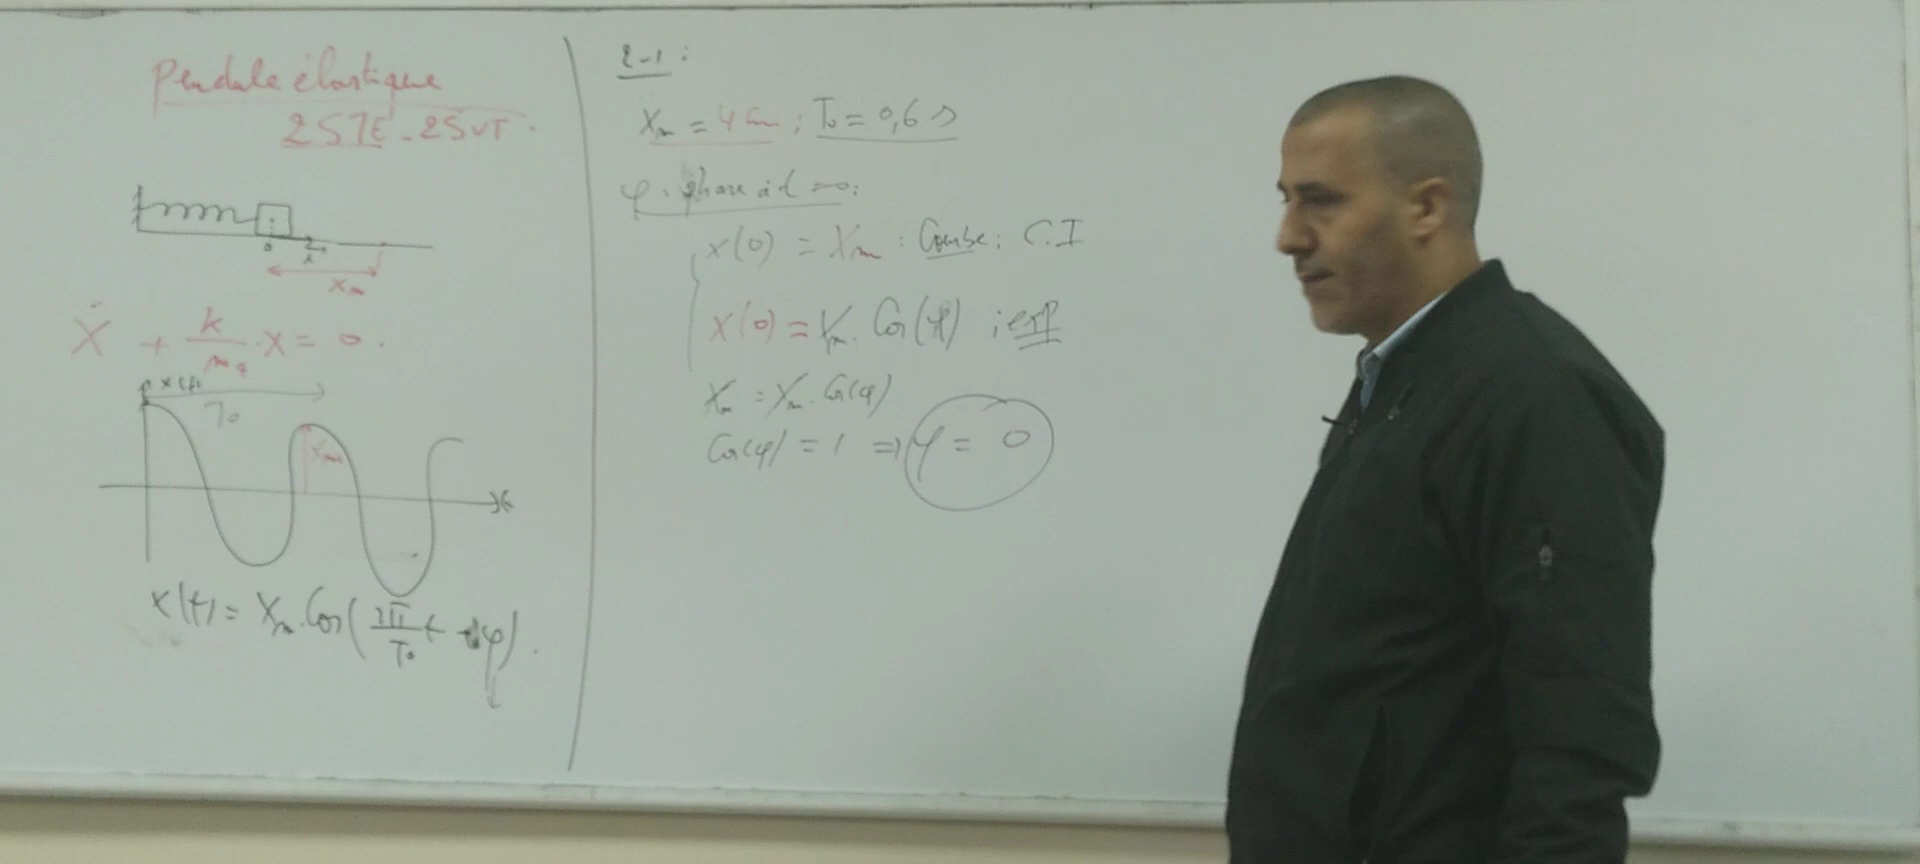 Pendule élastique
2STE - 2SVT.
Xm
Ẍ + k/m · X = 0.
x(t)
T0
Xm
t
x(t) = Xm.Cos(2π/T0 t + φ).
2-1 :
Xm = 4 cm ; T0 = 0,6 s
φ : phase à t = 0 :
x(0) = Xm : Courbe : C.I
x(0) = Xm . Cos(φ) ; exp
Xm = Xm . Cos(φ)
Cos(φ) = 1 ⇒ φ = 0